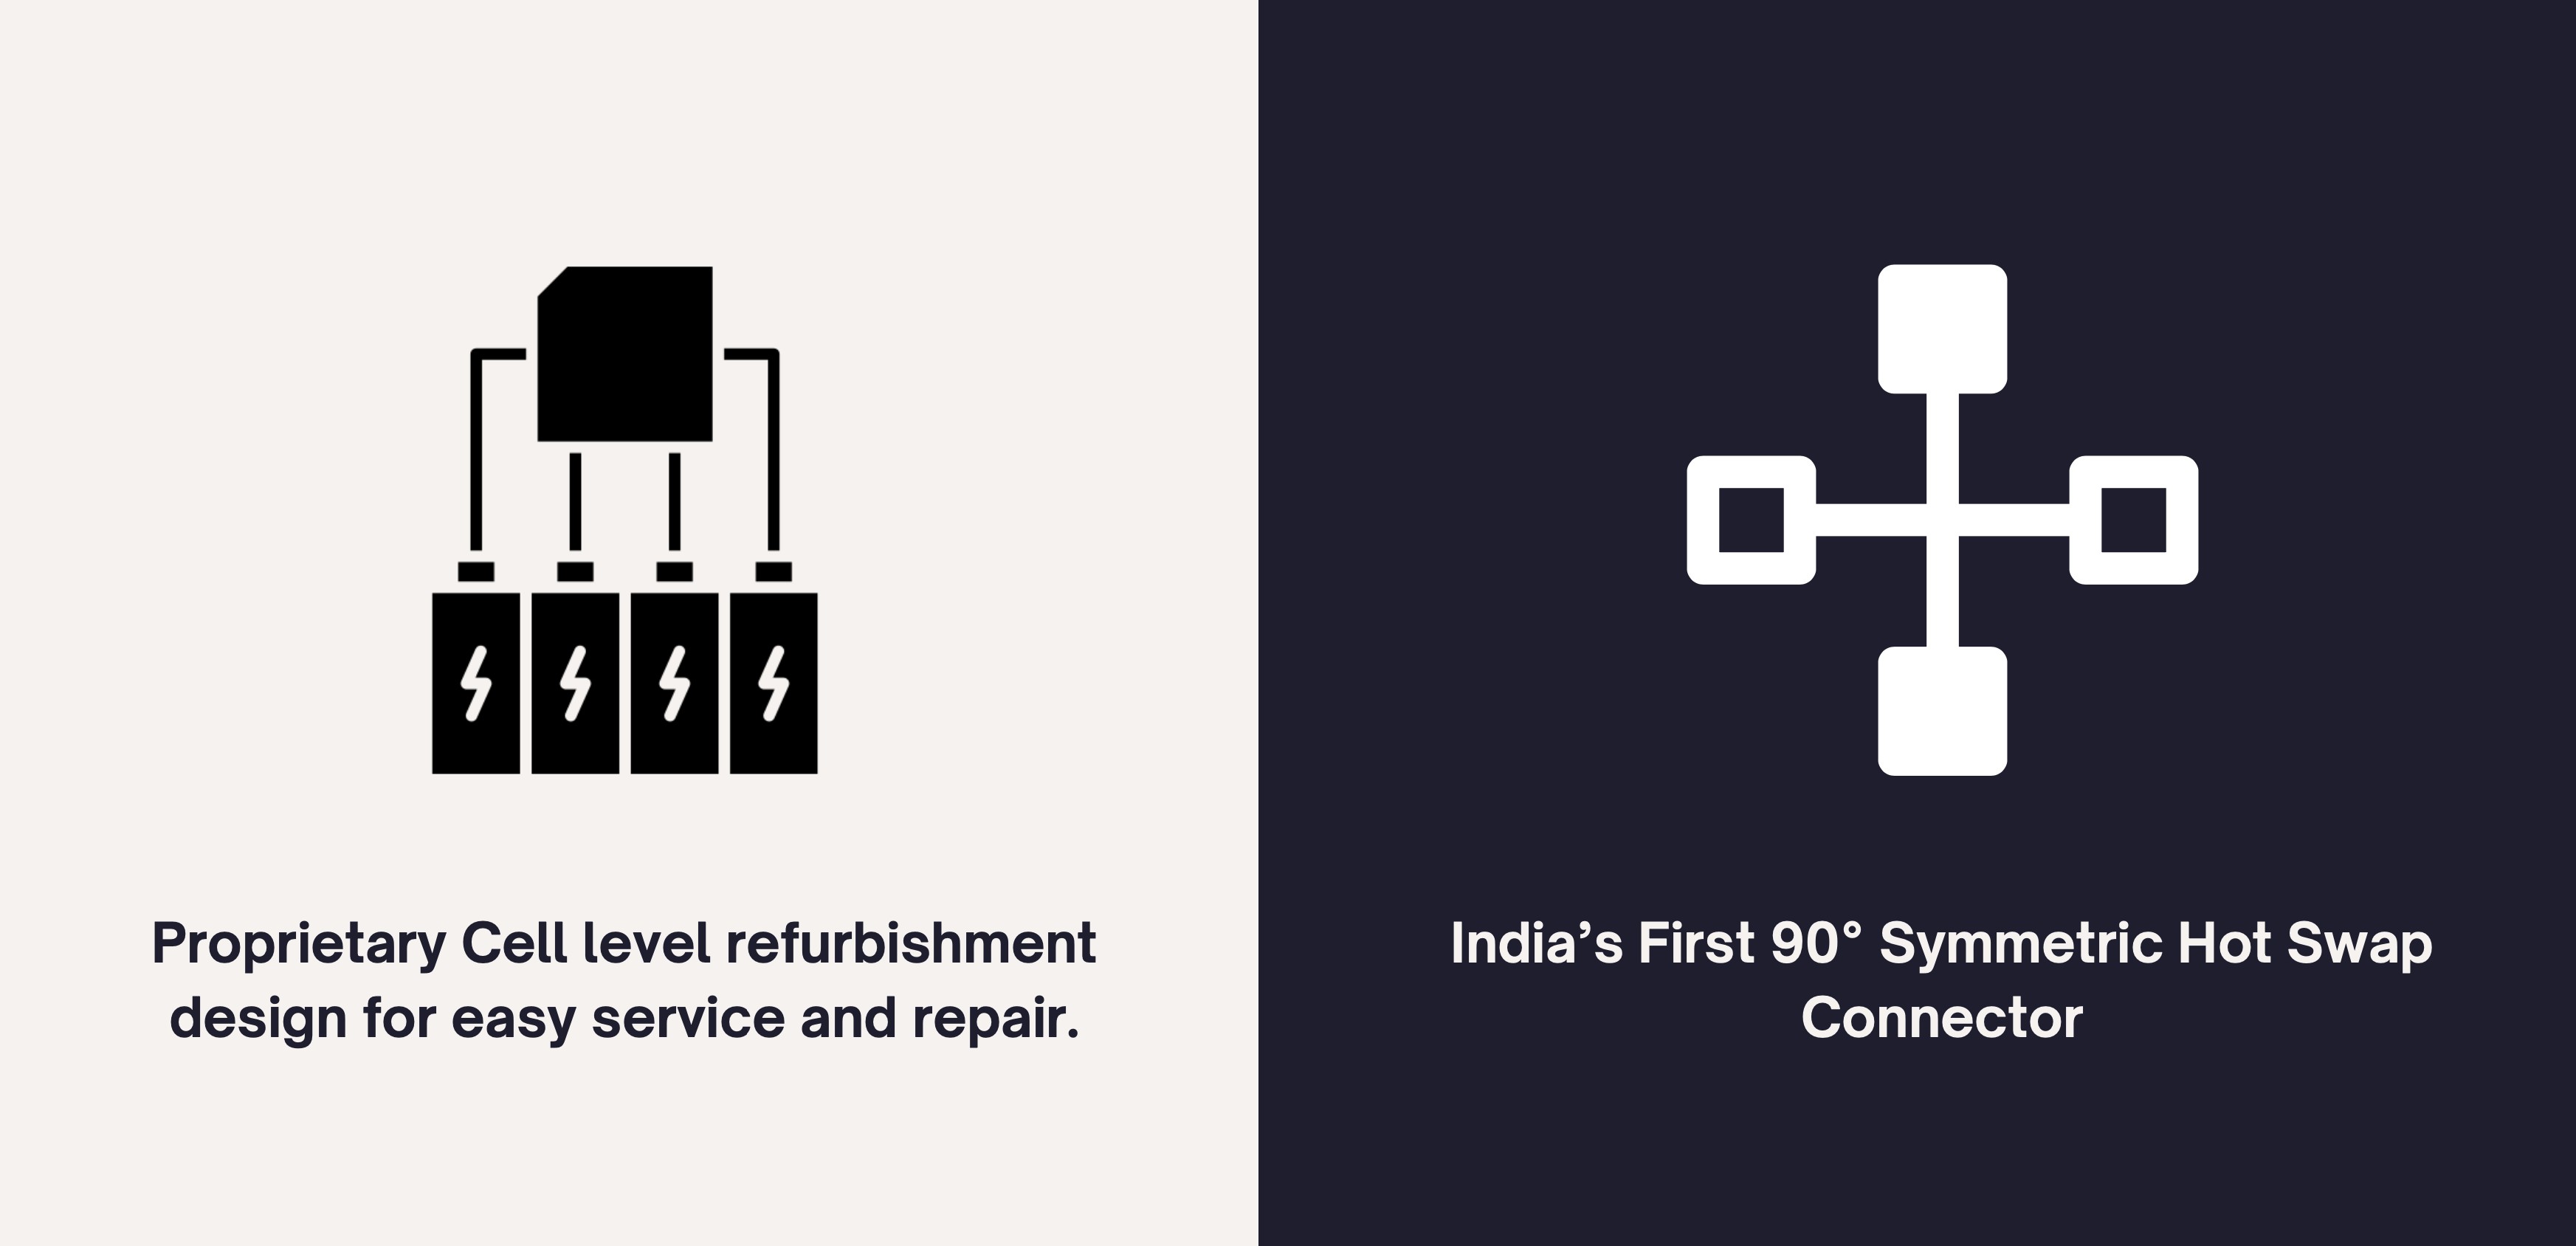 Proprietary Cell level refurbishment
design for easy service and repair.
India’s First 90° Symmetric Hot Swap
Connector